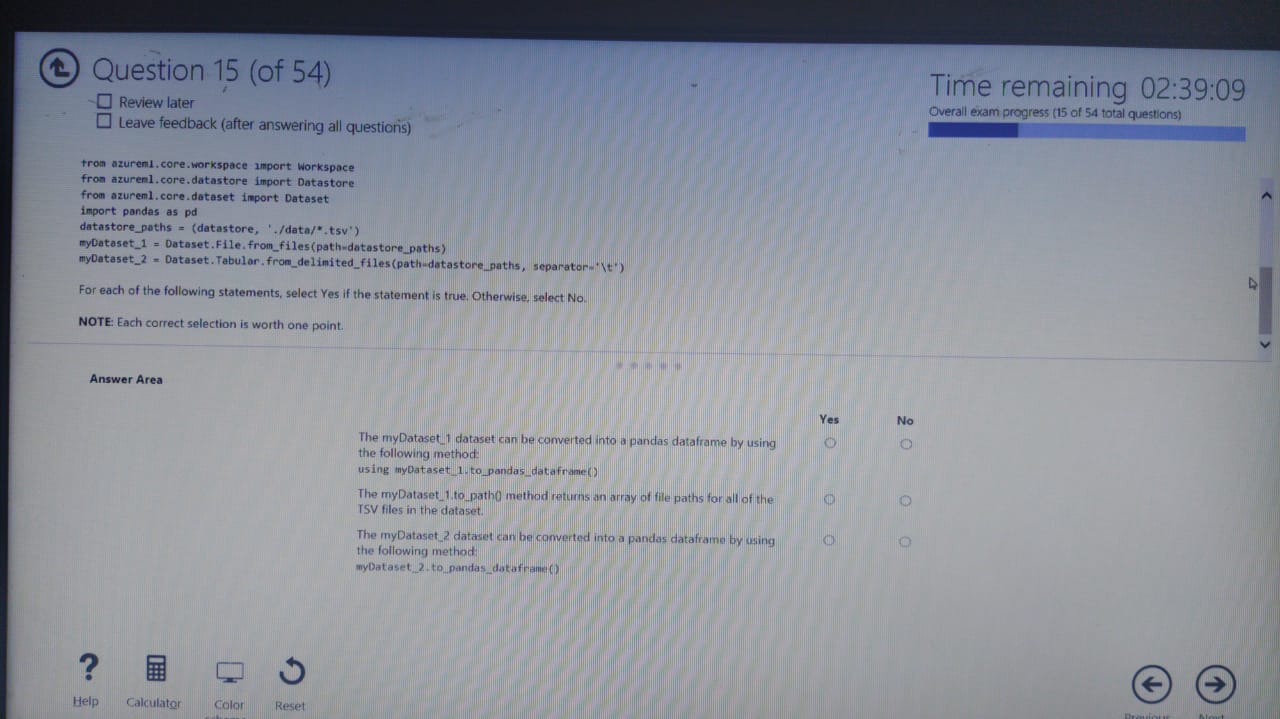 Question 15 (of 54)
Review later
Leave feedback (after answering all questions)
Time remaining 02:39:09
Overall exam progress (15 of 54 total questions)
from azureml.core.workspace import Workspace
from azureml.core.datastore import Datastore
from azureml.core.dataset import Dataset
import pandas as pd
datastore_paths = (datastore, './data/*.tsv')
myDataset_1 = Dataset.File.from_files(path=datastore_paths)
myDataset_2 = Dataset.Tabular.from_delimited_files(path=datastore_paths, separator='\t')
For each of the following statements, select Yes if the statement is true. Otherwise, select No.
NOTE: Each correct selection is worth one point.
Answer Area
Yes No
The myDataset_1 dataset can be converted into a pandas dataframe by using
the following method:
using myDataset_1.to_pandas_dataframe()
The myDataset_1.to_path() method returns an array of file paths for all of the
TSV files in the dataset.
The myDataset_2 dataset can be converted into a pandas dataframe by using
the following method:
myDataset_2.to_pandas_dataframe()
? Help
Calculator
Color
Reset
Previous
Next